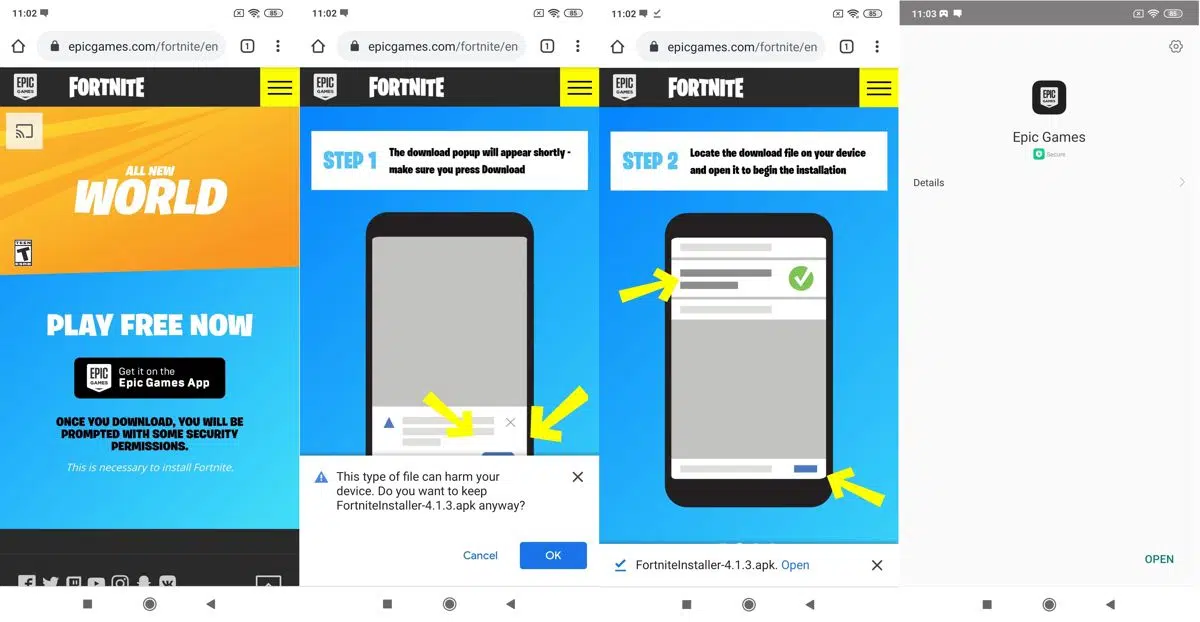 11:02
85
epicgames.com/fortnite/en
1
EPIC
GAMES
FORTNITE
ALL NEW
WORLD
TEEN
T
PLAY FREE NOW
EPIC
GAMES
Get it on the
Epic Games App
ONCE YOU DOWNLOAD, YOU WILL BE
PROMPTED WITH SOME SECURITY
PERMISSIONS.
This is necessary to install Fortnite.
11:02
85
epicgames.com/fortnite/en
1
EPIC
GAMES
FORTNITE
STEP 1
The download popup will appear shortly -
make sure you press Download
This type of file can harm your
device. Do you want to keep
FortniteInstaller-4.1.3.apk anyway?
Cancel
OK
11:02
85
epicgames.com/fortnite/en
1
EPIC
GAMES
FORTNITE
STEP 2
Locate the download file on your device
and open it to begin the installation
FortniteInstaller-4.1.3.apk. Open
11:03
85
EPIC
GAMES
Epic Games
Secure
Details
OPEN